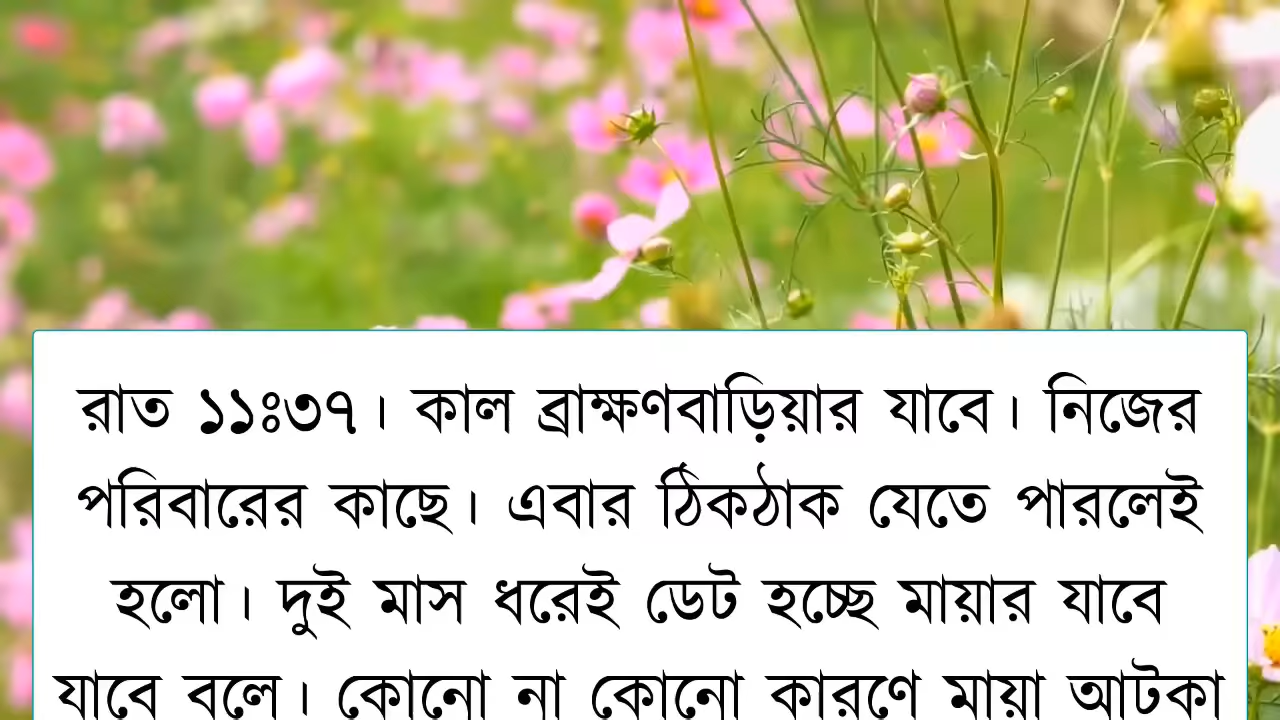 রাত ১১ঃ৩৭। কাল ব্রাক্ষণবাড়িয়ার যাবে। নিজের
পরিবারের কাছে। এবার ঠিকঠাক যেতে পারলেই
হলো। দুই মাস ধরেই ডেট হচ্ছে মায়ার যাবে
যাবে বলে। কোনো না কোনো কারণে মায়া আটকা